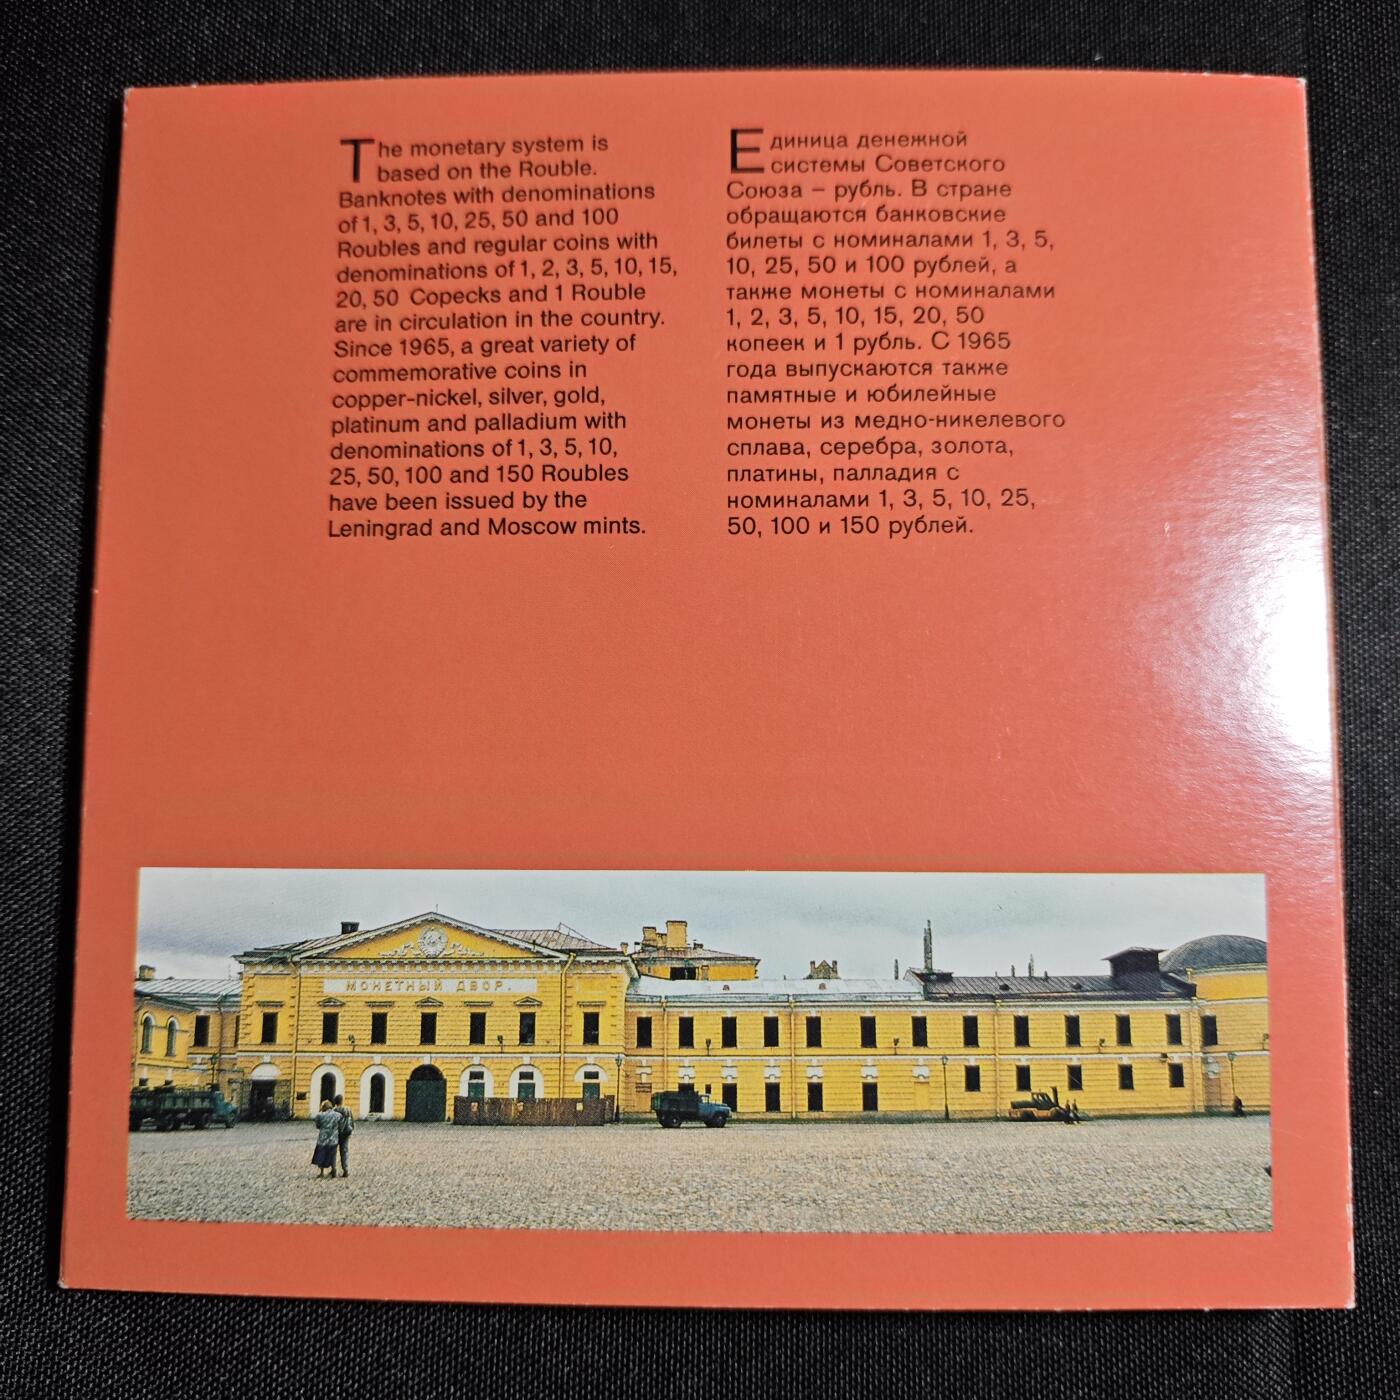 The monetary system is
based on the Rouble.
Banknotes with denominations
of 1, 3, 5, 10, 25, 50 and 100
Roubles and regular coins with
denominations of 1, 2, 3, 5, 10, 15,
20, 50 Copecks and 1 Rouble
are in circulation in the country.
Since 1965, a great variety of
commemorative coins in
copper-nickel, silver, gold,
platinum and palladium with
denominations of 1, 3, 5, 10,
25, 50, 100 and 150 Roubles
have been issued by the
Leningrad and Moscow mints.
Единица денежной
системы Советского
Союза – рубль. В стране
обращаются банковские
билеты с номиналами 1, 3, 5,
10, 25, 50 и 100 рублей, а
также монеты с номиналами
1, 2, 3, 5, 10, 15, 20, 50
копеек и 1 рубль. С 1965
года выпускаются также
памятные и юбилейные
монеты из медно-никелевого
сплава, серебра, золота,
платины, палладия с
номиналами 1, 3, 5, 10, 25,
50, 100 и 150 рублей.
МОНЕТНЫЙ ДВОР.